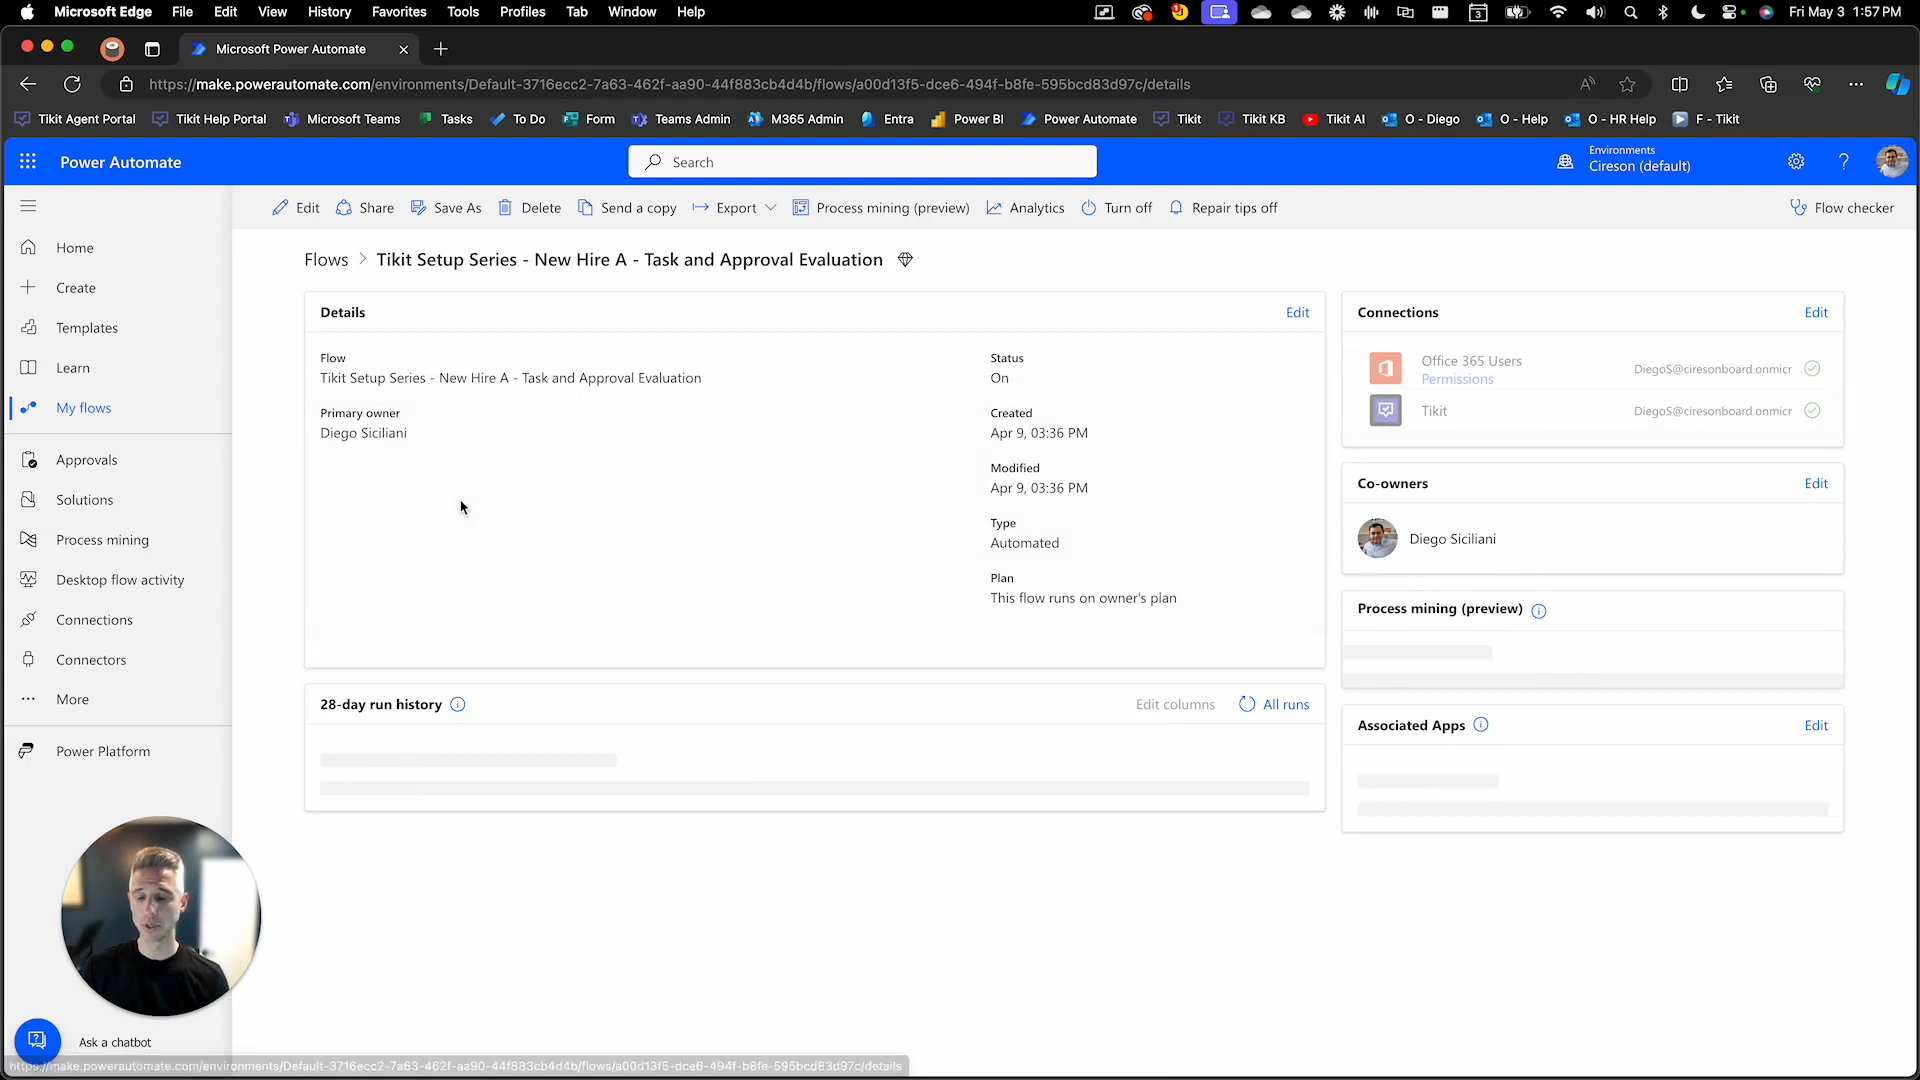 Microsoft Edge File Edit View History Favorites Tools Profiles Tab Window Help
3
Fri May 3 1:57 PM
Microsoft Power Automate
https://make.powerautomate.com/environments/Default-3716ecc2-7a63-462f-aa90-44f883cb4d4b/flows/a00d13f5-dce6-494f-b8fe-595bcd83d97c/details
Tikit Agent Portal Tikit Help Portal Microsoft Teams Tasks To Do Form Teams Admin M365 Admin Entra Power BI Power Automate Tikit Tikit KB Tikit AI O - Diego O - Help O - HR Help F - Tikit
Power Automate
Search
Environments
Cireson (default)
?
Edit Share Save As Delete Send a copy Export Process mining (preview) Analytics Turn off Repair tips off Flow checker
Home
Create
Templates
Learn
My flows
Approvals
Solutions
Process mining
Desktop flow activity
Connections
Connectors
More
Power Platform
Ask a chatbot
Flows > Tikit Setup Series - New Hire A - Task and Approval Evaluation
Details
Edit
Flow
Tikit Setup Series - New Hire A - Task and Approval Evaluation
Primary owner
Diego Siciliani
Status
On
Created
Apr 9, 03:36 PM
Modified
Apr 9, 03:36 PM
Type
Automated
Plan
This flow runs on owner's plan
28-day run history
Edit columns
All runs
Connections
Edit
Office 365 Users
Permissions
DiegoS@ciresonboard.onmicr
Tikit
DiegoS@ciresonboard.onmicr
Co-owners
Edit
Diego Siciliani
Process mining (preview)
Associated Apps
Edit
https://make.powerautomate.com/environments/Default-3716ecc2-7a63-462f-aa90-44f883cb4d4b/flows/a00d13f5-dce6-494f-b8fe-595bcd83d97c/details